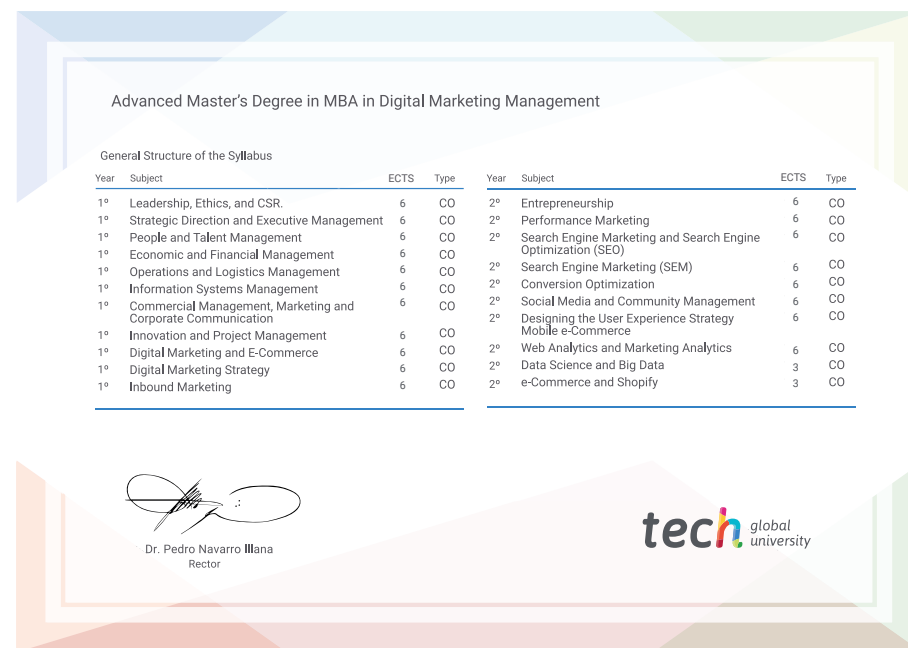 Advanced Master's Degree in MBA in Digital Marketing Management
General Structure of the Syllabus
Year Subject ECTS Type
1º Leadership, Ethics, and CSR. 6 CO
1º Strategic Direction and Executive Management 6 CO
1º People and Talent Management 6 CO
1º Economic and Financial Management 6 CO
1º Operations and Logistics Management 6 CO
1º Information Systems Management 6 CO
1º Commercial Management, Marketing and 6 CO
Corporate Communication
1º Innovation and Project Management 6 CO
1º Digital Marketing and E-Commerce 6 CO
1º Digital Marketing Strategy 6 CO
1º Inbound Marketing 6 CO
Year Subject ECTS Type
2º Entrepreneurship 6 CO
2º Performance Marketing 6 CO
2º Search Engine Marketing and Search Engine 6 CO
Optimization (SEO)
2º Search Engine Marketing (SEM) 6 CO
2º Conversion Optimization 6 CO
2º Social Media and Community Management 6 CO
2º Designing the User Experience Strategy 6 CO
Mobile e-Commerce
2º Web Analytics and Marketing Analytics 6 CO
2º Data Science and Big Data 3 CO
2º e-Commerce and Shopify 3 CO
Dr. Pedro Navarro Illana
Rector
tech global
university